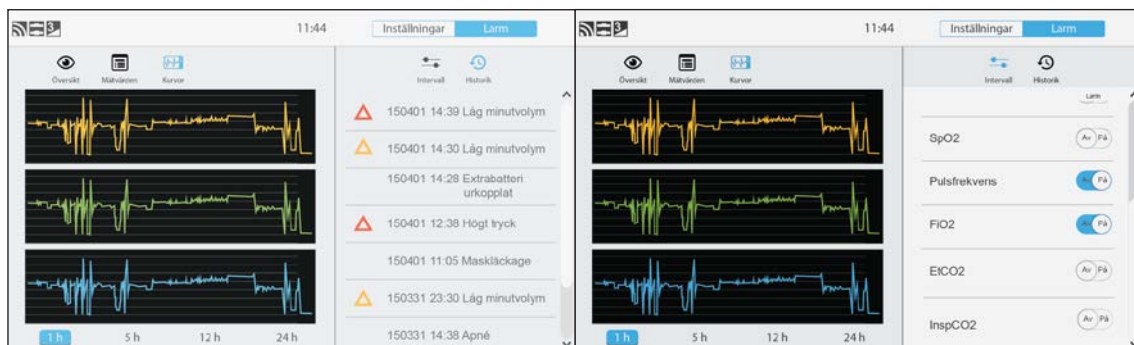 3
11:44
Inställningar
Larm
Översikt
Mätvärden
Kurvor
Intervall
Historik
150401 14:39 Låg minutvolym
150401 14:30 Låg minutvolym
150401 14:28 Extrabatteri
urkopplat
150401 12:38 Högt tryck
150401 11:05 Maskläckage
150331 23:30 Låg minutvolym
150331 14:38 Apné
1 h
5 h
12 h
24 h
3
11:44
Inställningar
Larm
Översikt
Mätvärden
Kurvor
Intervall
Historik
Larm
SpO2
Av På
Pulsfrekvens
Av På
FiO2
Av På
EtCO2
Av På
InspCO2
Av På
1 h
5 h
12 h
24 h